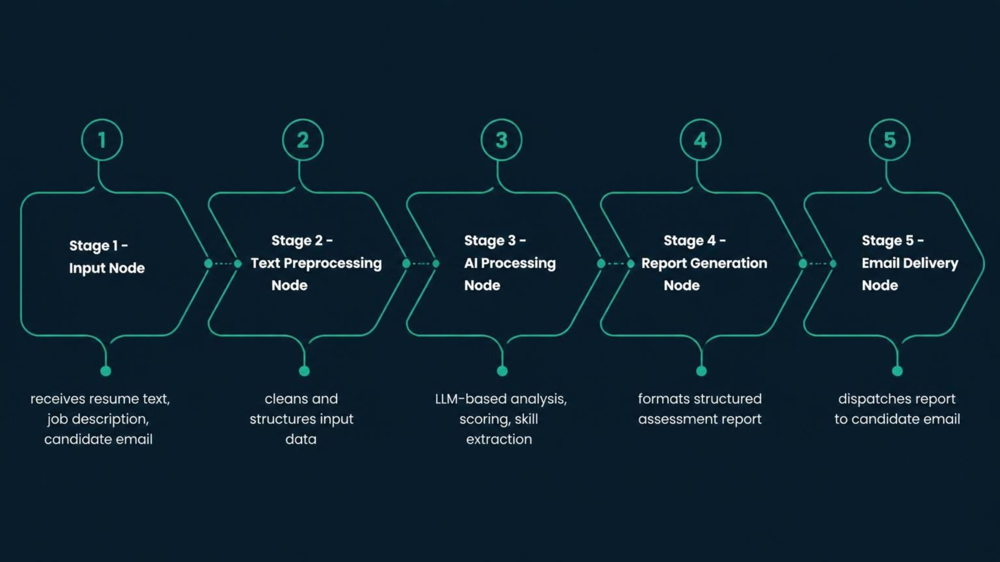 1
2
3
4
5
Stage 1 -
Input Node
Stage 2 -
Text Preprocessing
Node
Stage 3 -
AI Processing
Node
Stage 4 -
Report Generation
Node
Stage 5 -
Email Delivery
Node
receives resume text,
job description,
candidate email
cleans and
structures input
data
LLM-based analysis,
scoring, skill
extraction
formats structured
assessment report
dispatches report
to candidate email